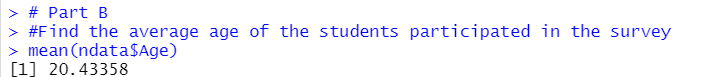 > # Part B
> #Find the average age of the students participated in the survey
> mean(ndata$Age)
[1] 20.43358